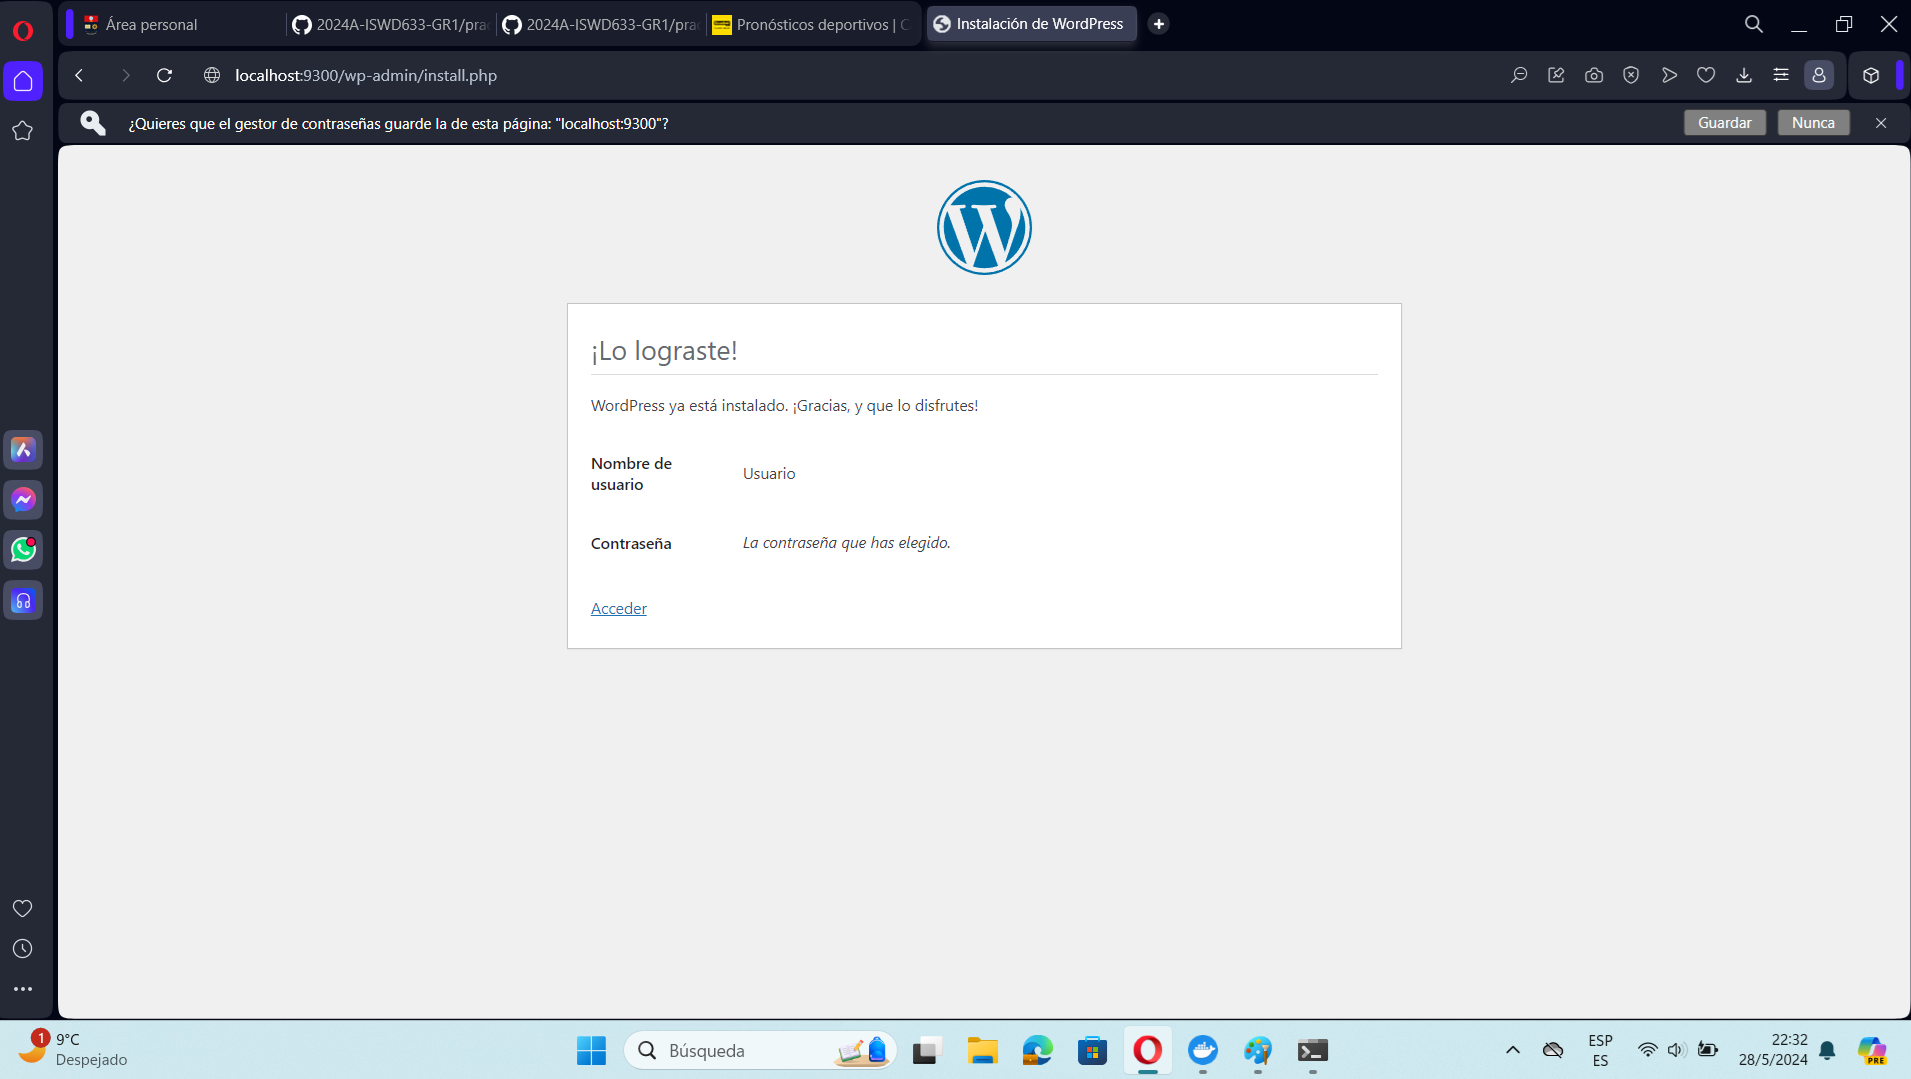 Área personal
2024A-ISWD633-GR1/prac
2024A-ISWD633-GR1/prac
Pronósticos deportivos | C
Instalación de WordPress
localhost:9300/wp-admin/install.php
¿Quieres que el gestor de contraseñas guarde la de esta página: "localhost:9300"?
Guardar
Nunca
¡Lo lograste!
WordPress ya está instalado. ¡Gracias, y que lo disfrutes!
Nombre de
usuario
Usuario
Contraseña
La contraseña que has elegido.
Acceder
1
9°C
Despejado
Búsqueda
ESP
ES
22:32
28/5/2024
PRE